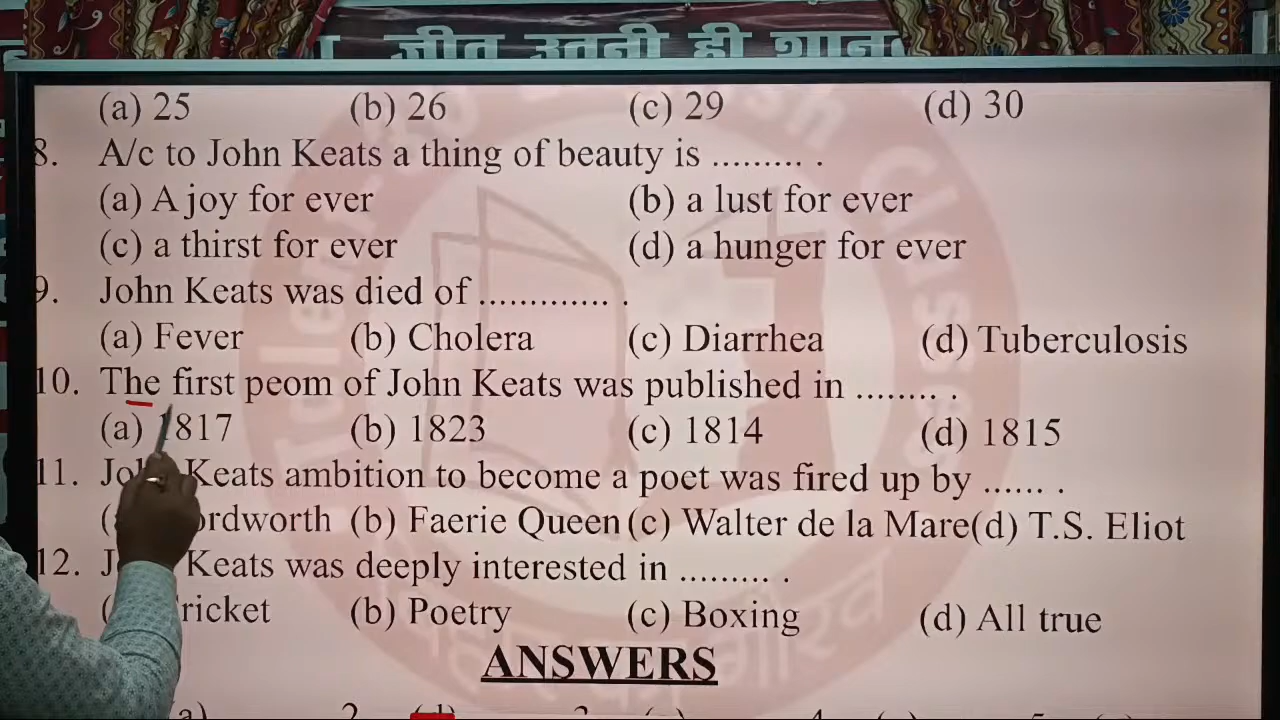 जीत उतनी ही शान
(a) 25 (b) 26 (c) 29 (d) 30
8. A/c to John Keats a thing of beauty is ......... .
(a) A joy for ever (b) a lust for ever
(c) a thirst for ever (d) a hunger for ever
9. John Keats was died of ............. .
(a) Fever (b) Cholera (c) Diarrhea (d) Tuberculosis
10. The first peom of John Keats was published in ........ .
(a) 1817 (b) 1823 (c) 1814 (d) 1815
11. John Keats ambition to become a poet was fired up by ...... .
(a) Wordworth (b) Faerie Queen (c) Walter de la Mare(d) T.S. Eliot
12. John Keats was deeply interested in ......... .
(a) Cricket (b) Poetry (c) Boxing (d) All true
ANSWERS